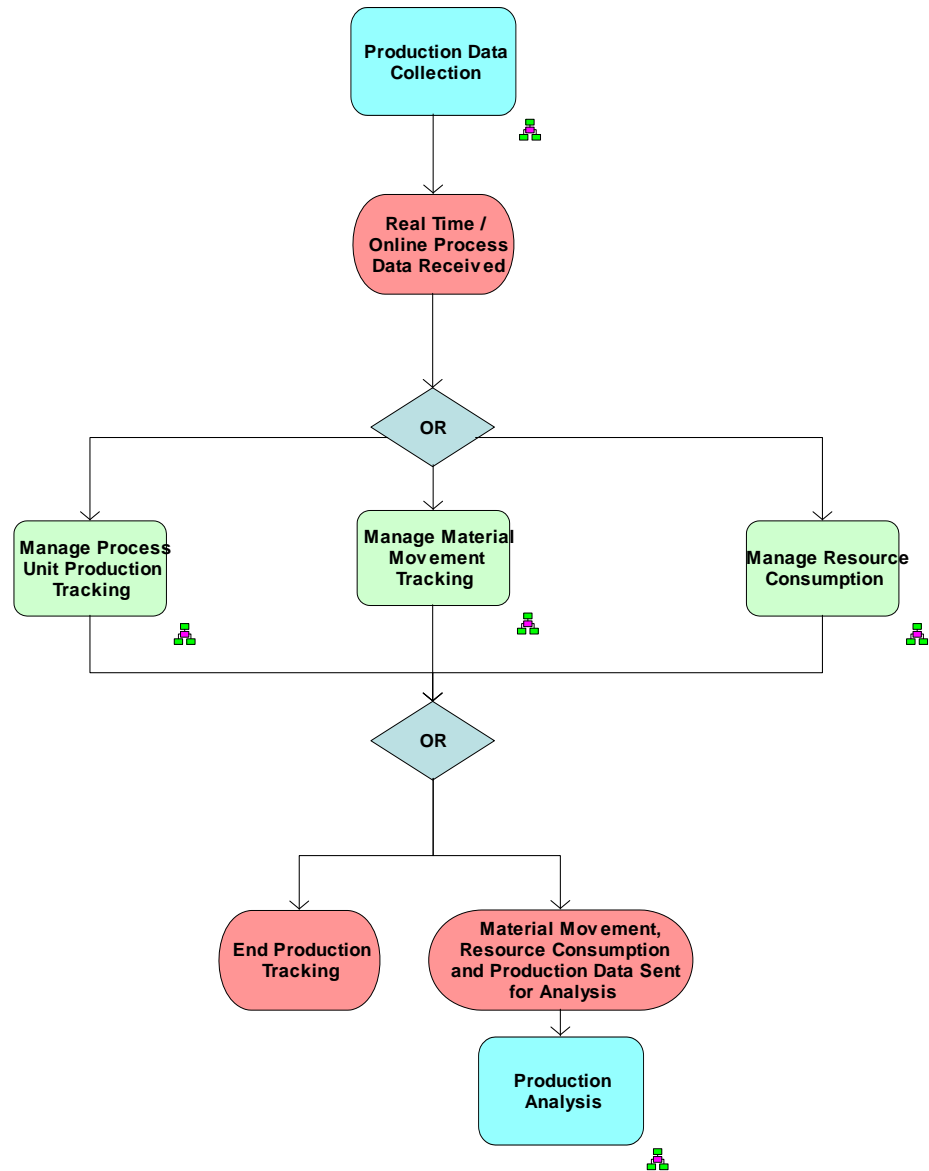 Production Data
Collection
Real Time /
Online Process
Data Received
OR
Manage Process
Unit Production
Tracking
Manage Material
Movement
Tracking
Manage Resource
Consumption
OR
End Production
Tracking
Material Movement,
Resource Consumption
and Production Data Sent
for Analysis
Production
Analysis